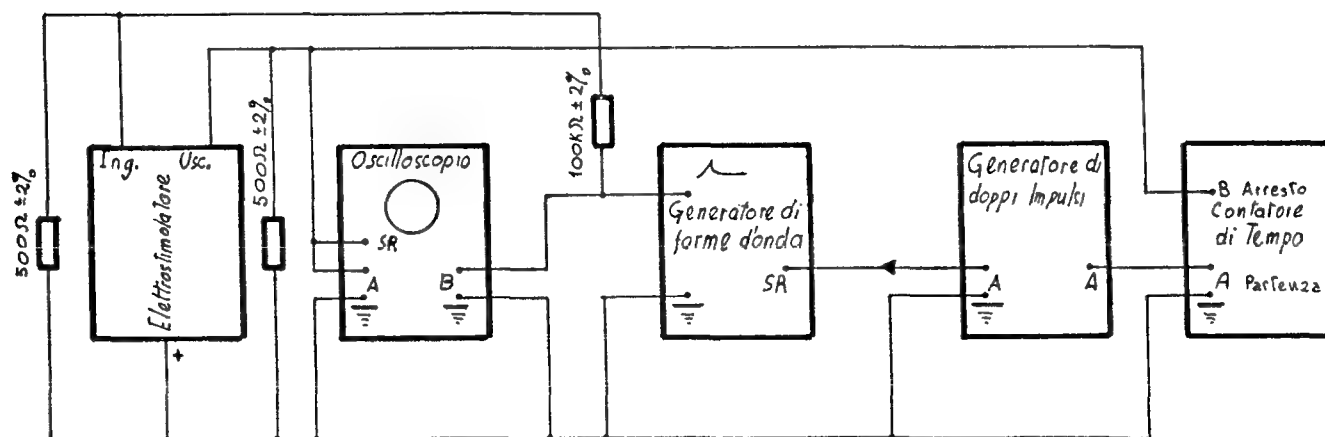 500Ω ±2%
Ing.
Usc.
Elettrostimolatore
+
500Ω ±2%
Oscilloscopio
SR
A
B
100KΩ ±2%
Generatore di
forme d'onda
SR
Generatore di
doppi Impulsi
A
A
B Arresto
Contatore
di Tempo
A Partenza